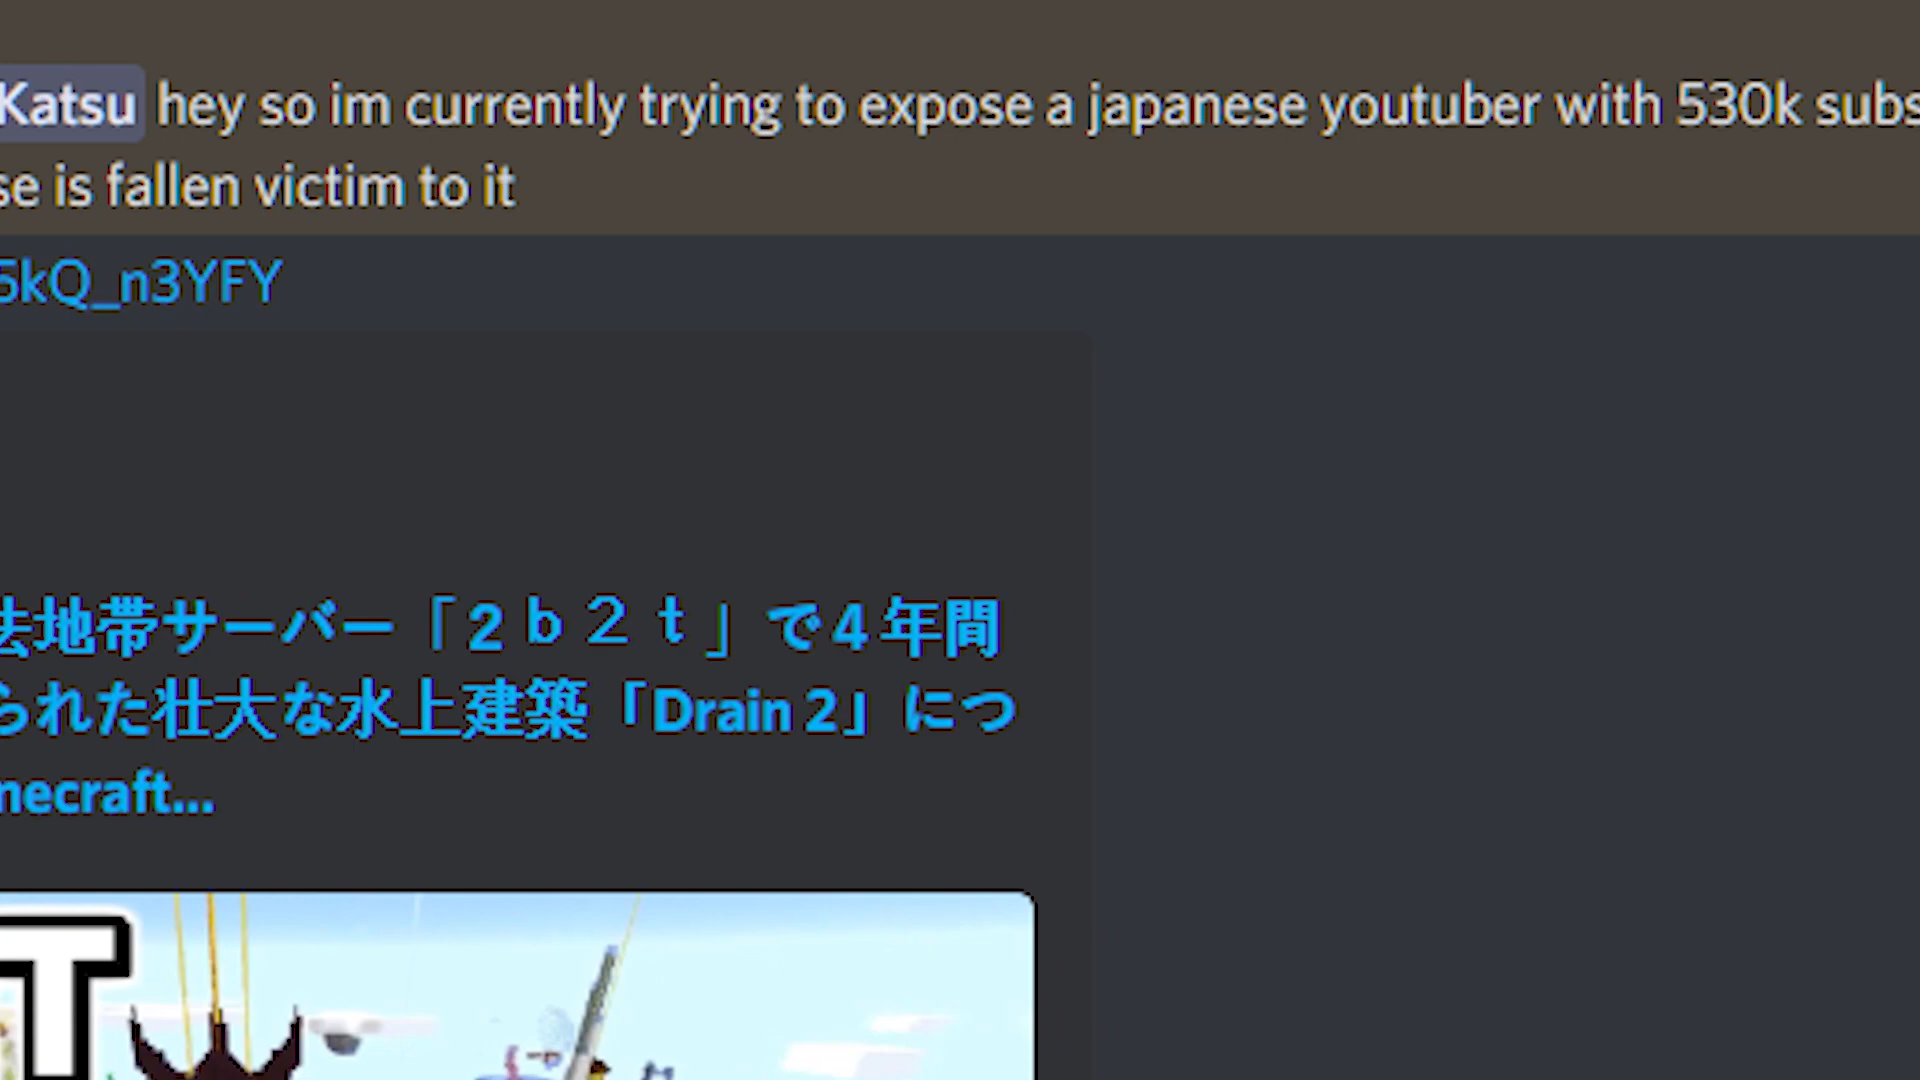 Katsu hey so im currently trying to expose a japanese youtuber with 530k subs
se is fallen victim to it
5kQ_n3YFY
法地帯サーバー「２ｂ２ｔ」で４年間
られた壮大な水上建築「Drain 2」につ
necraft...
T